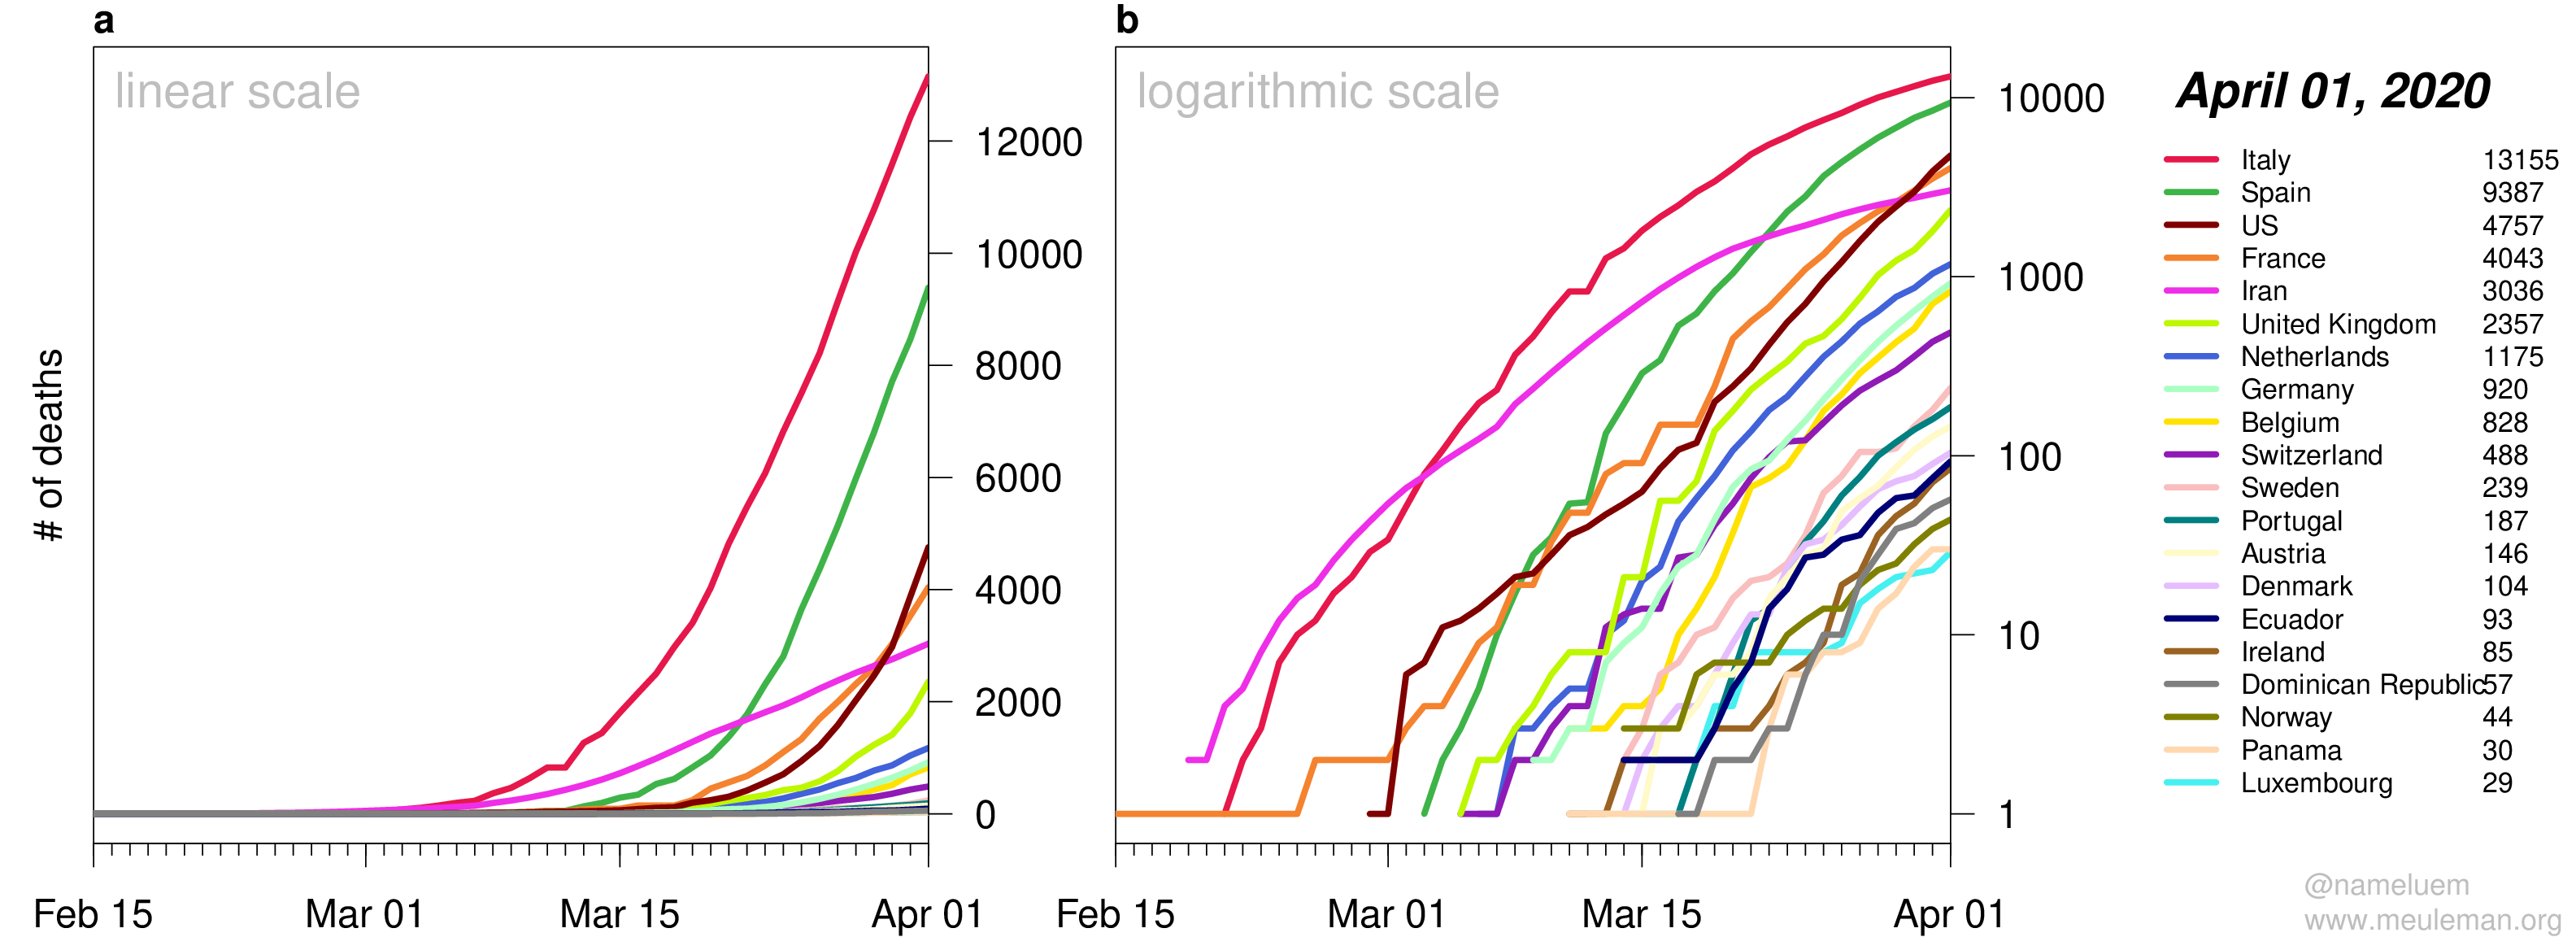 a
linear scale
# of deaths
12000
10000
8000
6000
4000
2000
0
Feb 15 Mar 01 Mar 15 Apr 01
b
logarithmic scale
10000
1000
100
10
1
Feb 15 Mar 01 Mar 15 Apr 01
April 01, 2020
Italy 13155
Spain 9387
US 4757
France 4043
Iran 3036
United Kingdom 2357
Netherlands 1175
Germany 920
Belgium 828
Switzerland 488
Sweden 239
Portugal 187
Austria 146
Denmark 104
Ecuador 93
Ireland 85
Dominican Republic 57
Norway 44
Panama 30
Luxembourg 29
@nameluem
www.meuleman.org